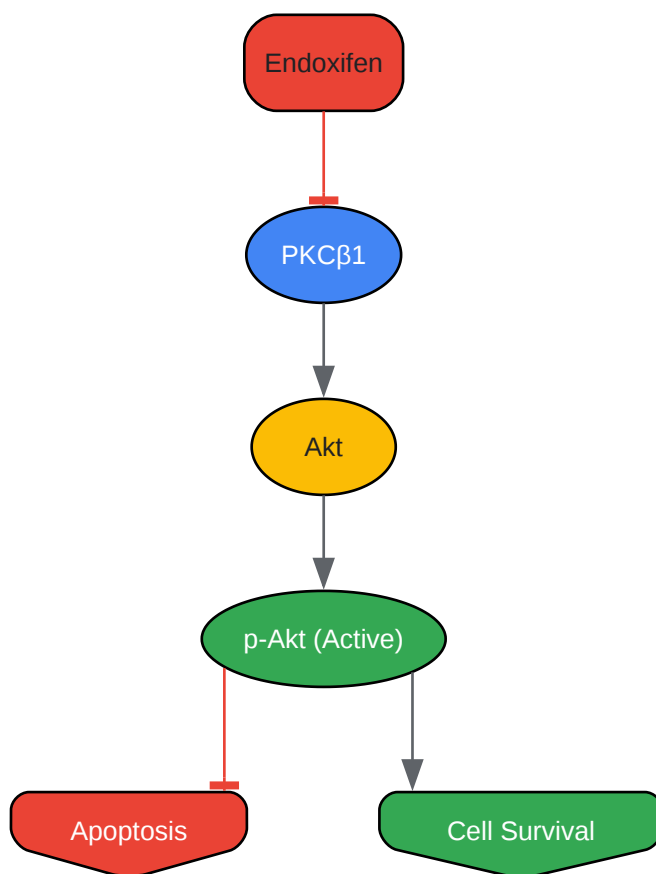 Endoxifen
PKCβ1
Akt
p-Akt (Active)
Apoptosis
Cell Survival